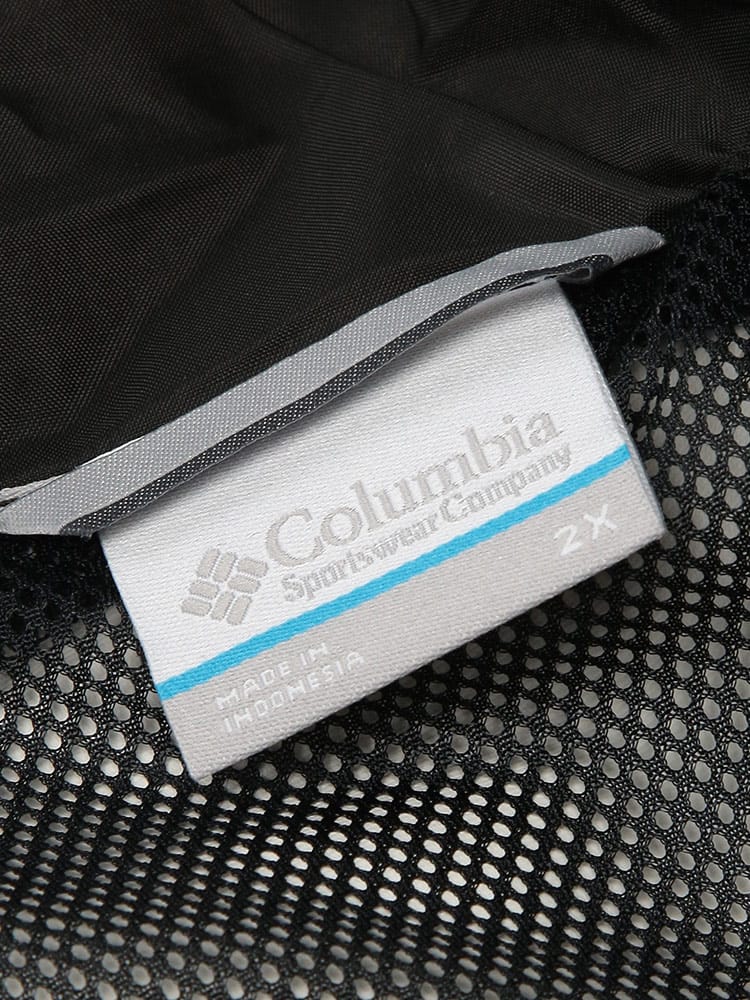 Columbia
Sportswear Company
2X
MADE IN
INDONESIA